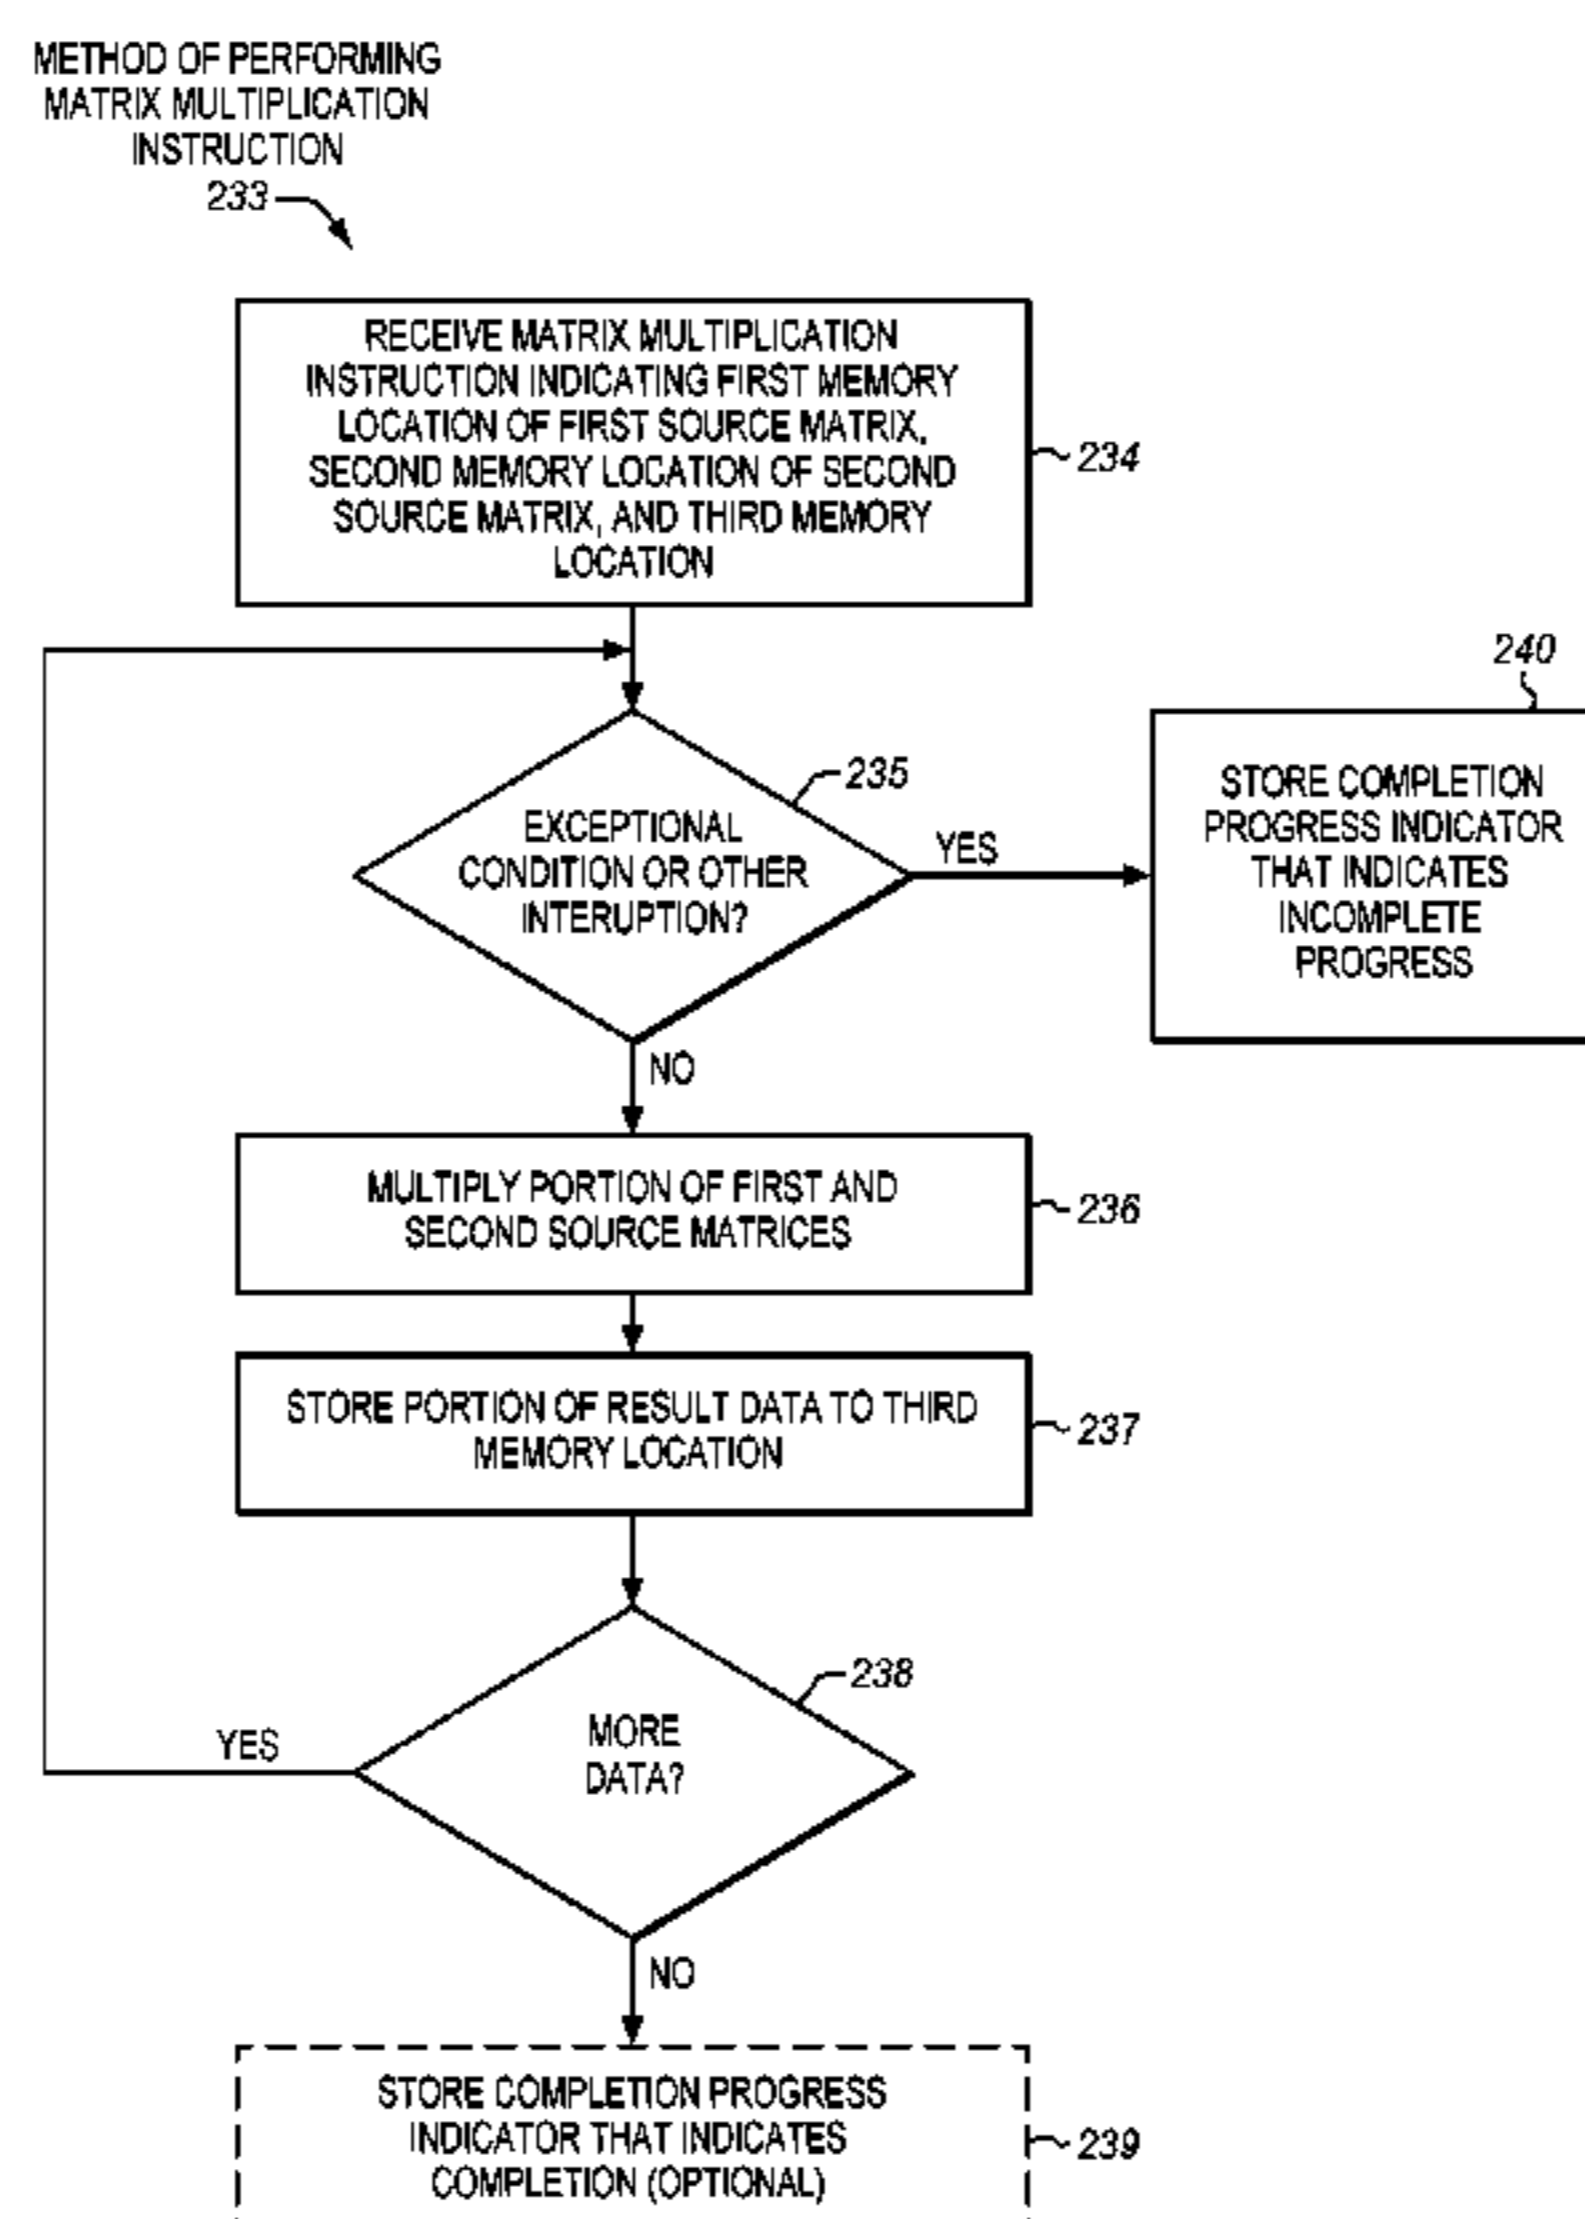 METHOD OF PERFORMING
MATRIX MULTIPLICATION
INSTRUCTION
233
RECEIVE MATRIX MULTIPLICATION
INSTRUCTION INDICATING FIRST MEMORY
LOCATION OF FIRST SOURCE MATRIX,
SECOND MEMORY LOCATION OF SECOND
SOURCE MATRIX, AND THIRD MEMORY
LOCATION
234
240
STORE COMPLETION
PROGRESS INDICATOR
THAT INDICATES
INCOMPLETE
PROGRESS
235
EXCEPTIONAL
CONDITION OR OTHER
INTERUPTION?
YES
NO
MULTIPLY PORTION OF FIRST AND
SECOND SOURCE MATRICES
236
STORE PORTION OF RESULT DATA TO THIRD
MEMORY LOCATION
237
238
MORE
DATA?
YES
NO
STORE COMPLETION PROGRESS
INDICATOR THAT INDICATES
COMPLETION (OPTIONAL)
239